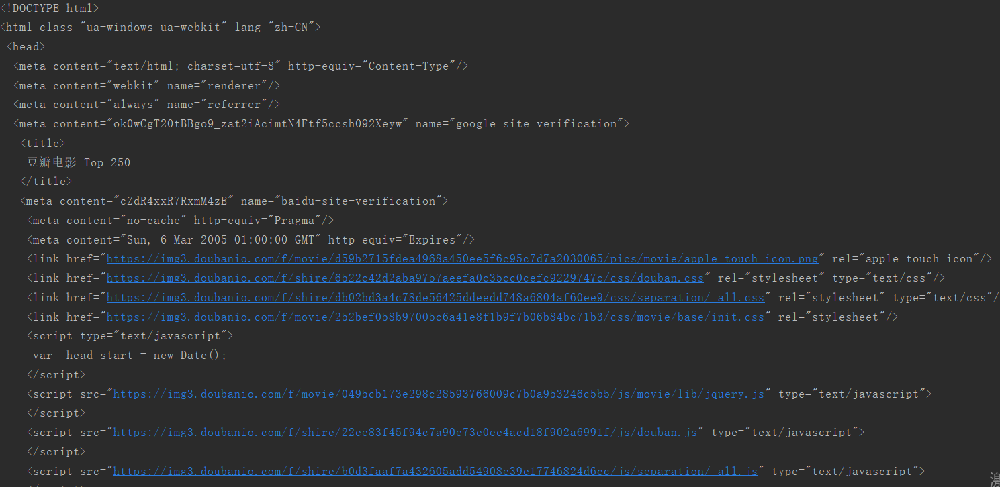 <!DOCTYPE html>
<html class="ua-windows ua-webkit" lang="zh-CN">
<head>
<meta content="text/html; charset=utf-8" http-equiv="Content-Type"/>
<meta content="webkit" name="renderer"/>
<meta content="always" name="referrer"/>
<meta content="ok0wCgT20tBBgo9_zat2iAcimtN4Ftf5ccsh092Xeyw" name="google-site-verification">
<title>
豆瓣电影 Top 250
</title>
<meta content="cZdR4xxR7RxmM4zE" name="baidu-site-verification">
<meta content="no-cache" http-equiv="Pragma"/>
<meta content="Sun, 6 Mar 2005 01:00:00 GMT" http-equiv="Expires"/>
<link href="https://img3.doubanio.com/f/movie/d59b2715fdea4968a450ee5f6c95c7d7a2030065/pics/movie/apple-touch-icon.png" rel="apple-touch-icon"/>
<link href="https://img3.doubanio.com/f/shire/6522c42d2aba9757aeefa0c35cc0cefc9229747c/css/douban.css" rel="stylesheet" type="text/css"/>
<link href="https://img3.doubanio.com/f/shire/db02bd3a4c78de56425ddeedd748a6804af60ee9/css/separation/_all.css" rel="stylesheet" type="text/css"/
<link href="https://img3.doubanio.com/f/movie/252bef058b97005c6a41e8f1b9f7b06b84bc71b3/css/movie/base/init.css" rel="stylesheet"/>
<script type="text/javascript">
var _head_start = new Date();
</script>
<script src="https://img3.doubanio.com/f/movie/0495cb173e298c28593766009c7b0a953246c5b5/js/movie/lib/jquery.js" type="text/javascript">
</script>
<script src="https://img3.doubanio.com/f/shire/22ee83f45f94c7a90e73e0ee4acd18f902a6991f/js/douban.js" type="text/javascript">
</script>
<script src="https://img3.doubanio.com/f/shire/b0d3faaf7a432605add54908e39e17746824d6cc/js/separation/_all.js" type="text/javascript">